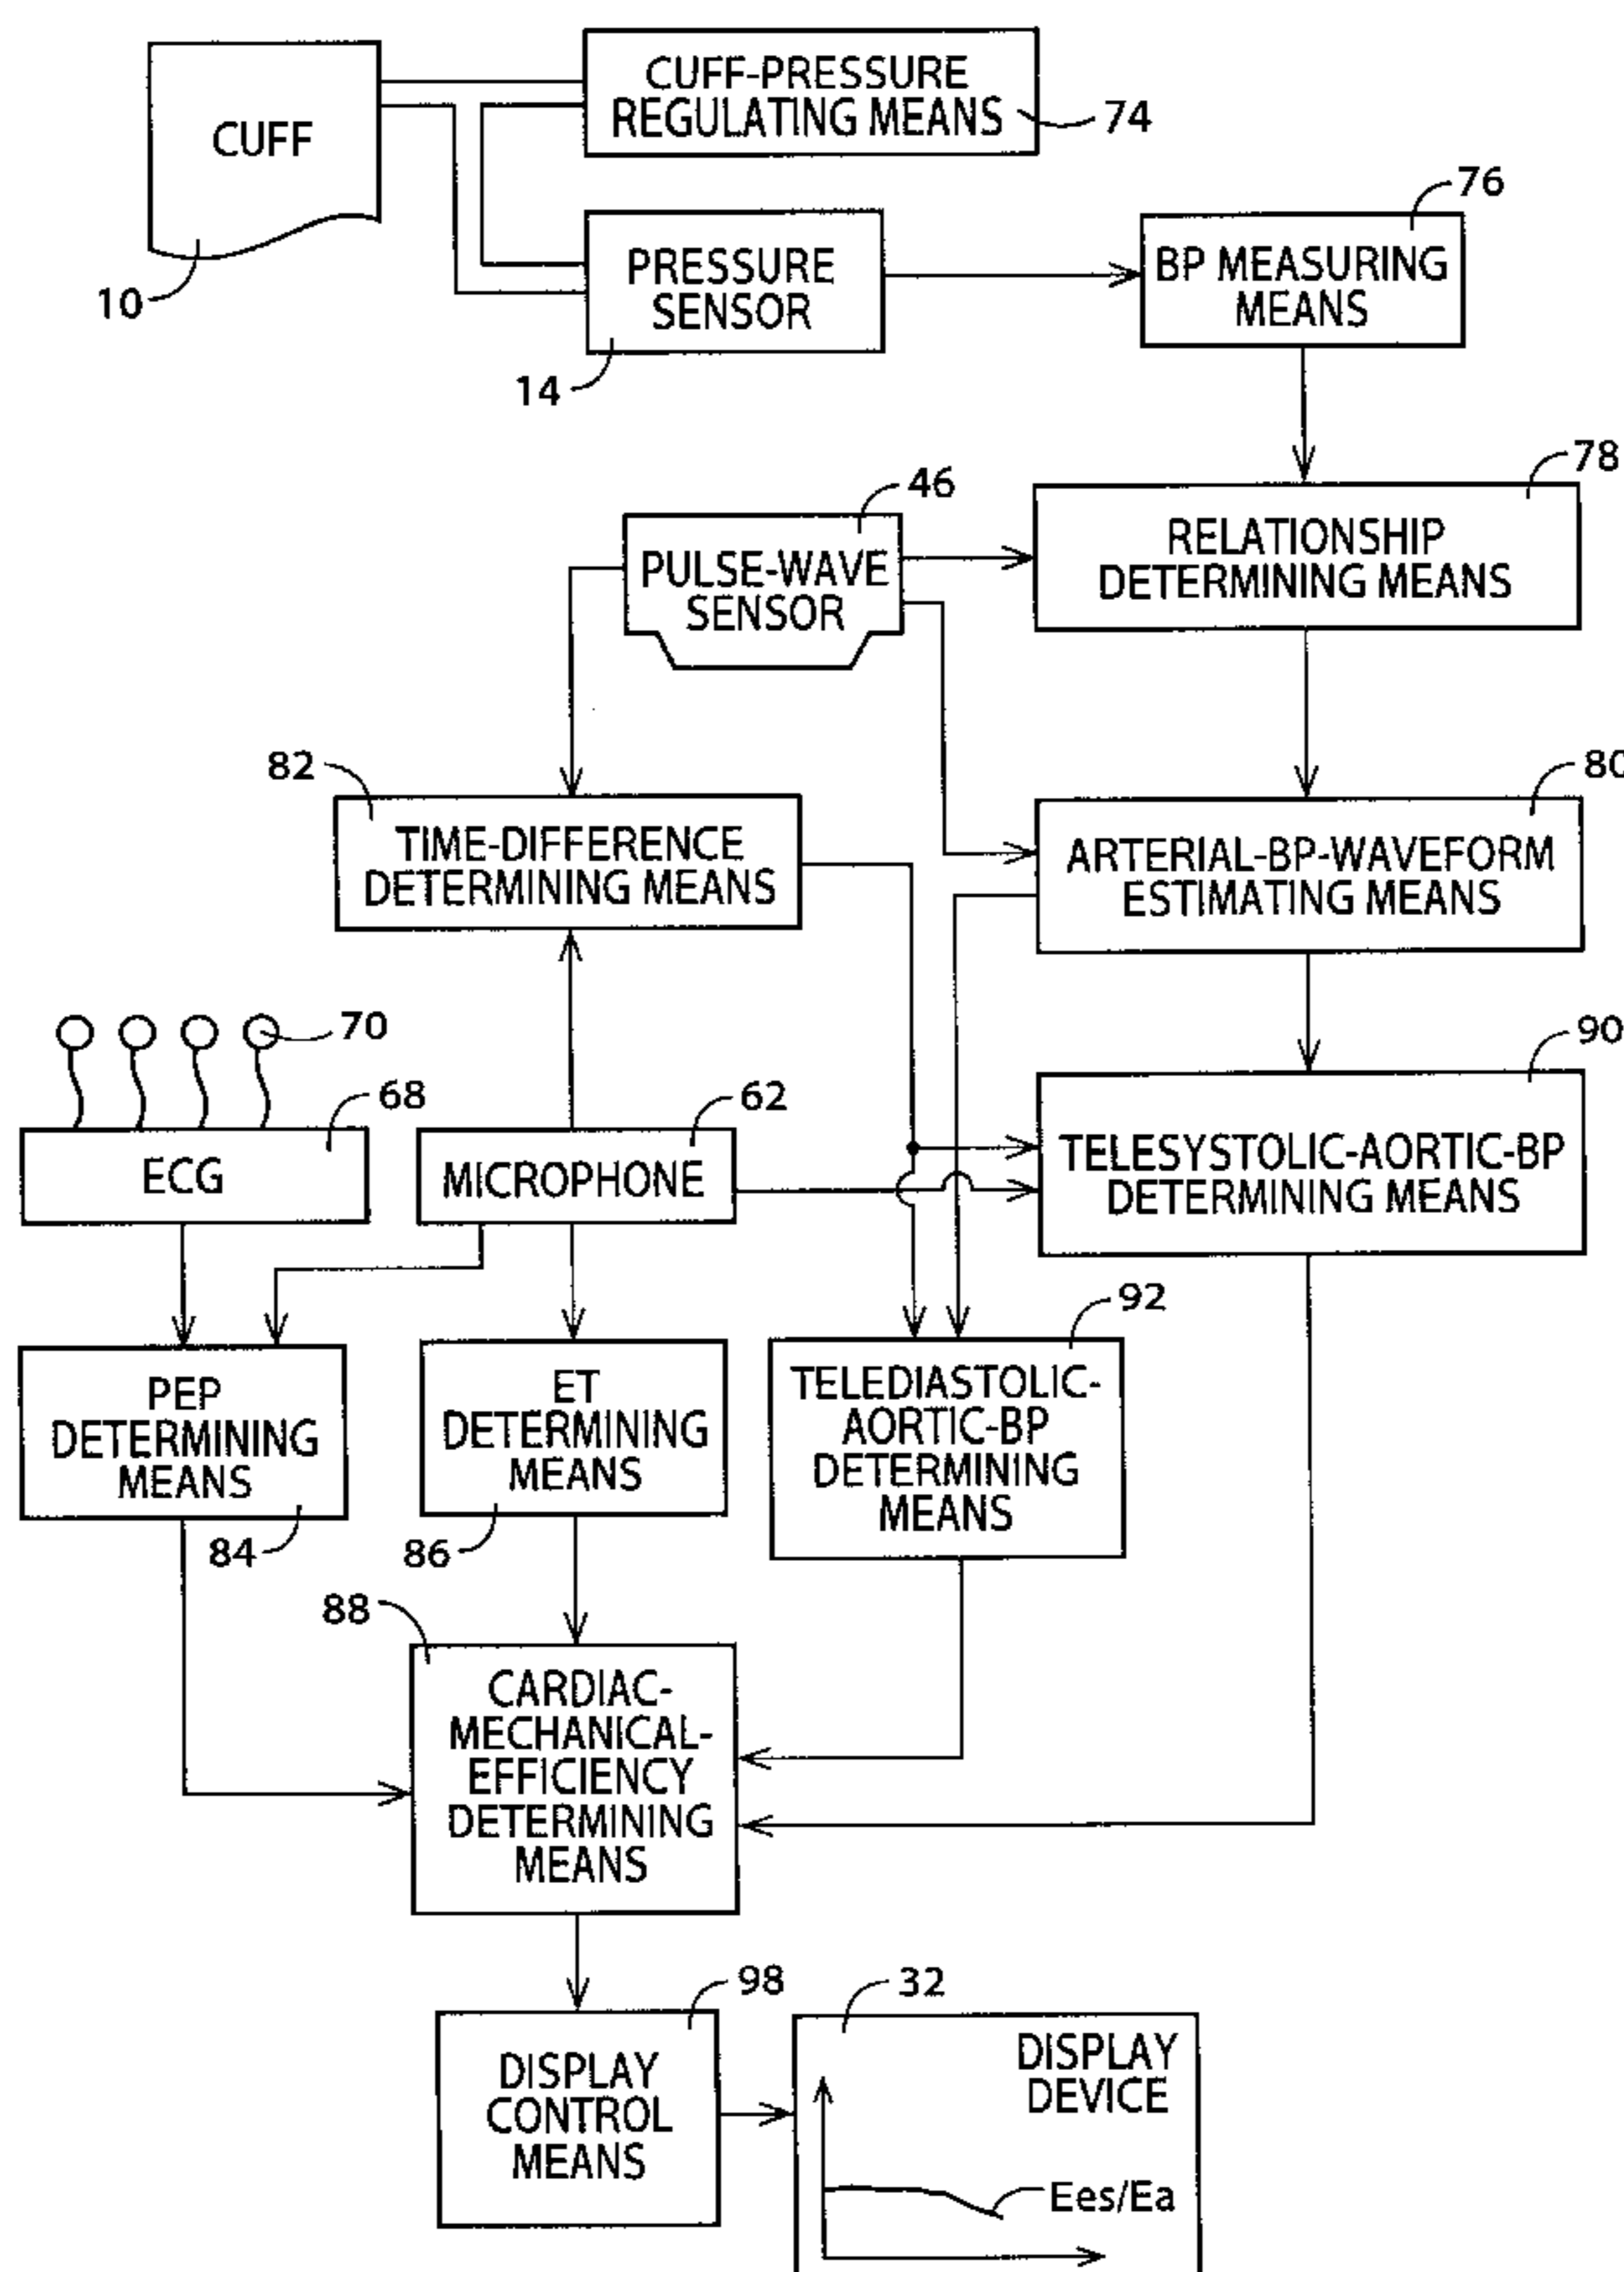 CUFF
10
CUFF-PRESSURE
REGULATING MEANS
74
PRESSURE
SENSOR
14
76
BP MEASURING
MEANS
78
RELATIONSHIP
DETERMINING MEANS
46
PULSE-WAVE
SENSOR
82
TIME-DIFFERENCE
DETERMINING MEANS
80
ARTERIAL-BP-WAVEFORM
ESTIMATING MEANS
70
68
ECG
62
MICROPHONE
90
TELESYSTOLIC-AORTIC-BP
DETERMINING MEANS
PEP
DETERMINING
MEANS
84
ET
DETERMINING
MEANS
86
92
TELEDIASTOLIC-
AORTIC-BP
DETERMINING
MEANS
88
CARDIAC-
MECHANICAL-
EFFICIENCY
DETERMINING
MEANS
98
DISPLAY
CONTROL
MEANS
32
DISPLAY
DEVICE
Ees/Ea